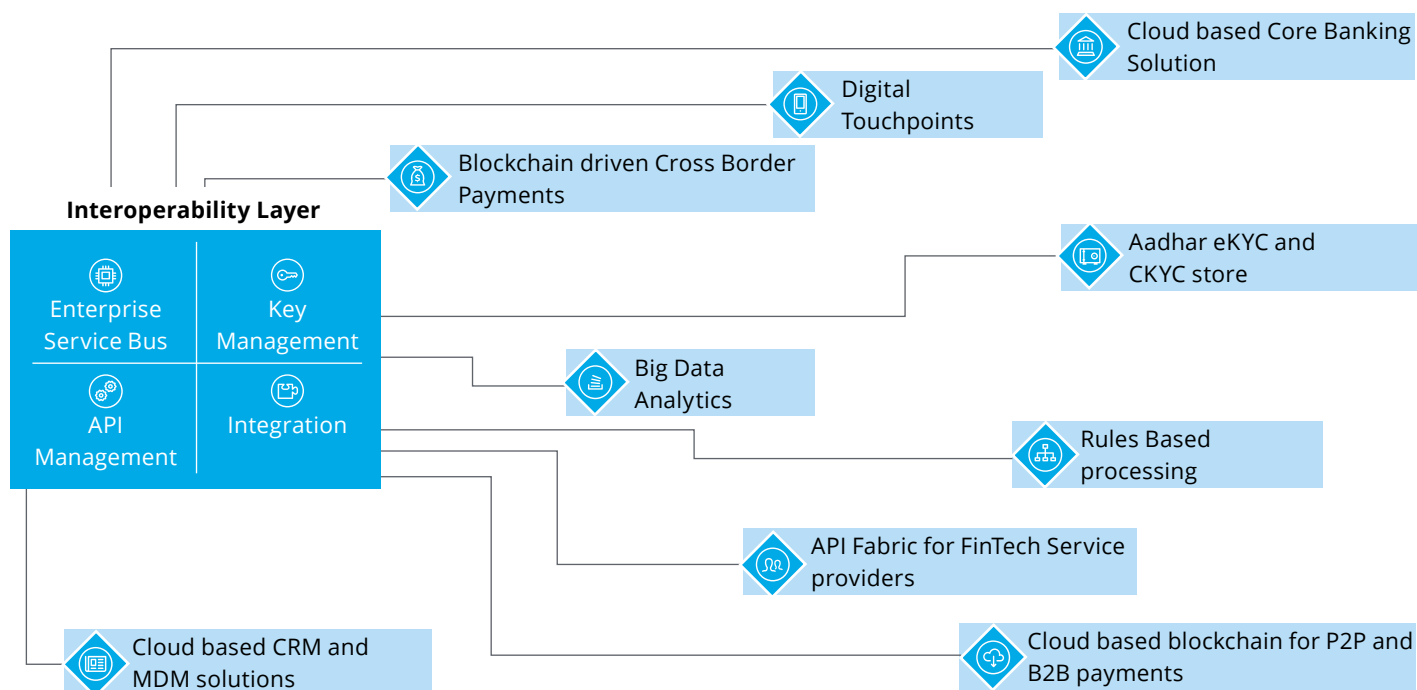 Cloud based Core Banking
Solution
Digital
Touchpoints
Blockchain driven Cross Border
Payments
Interoperability Layer
Enterprise
Service Bus
Key
Management
API
Management
Integration
Aadhar eKYC and
CKYC store
Big Data
Analytics
Rules Based
processing
API Fabric for FinTech Service
providers
Cloud based CRM and
MDM solutions
Cloud based blockchain for P2P and
B2B payments